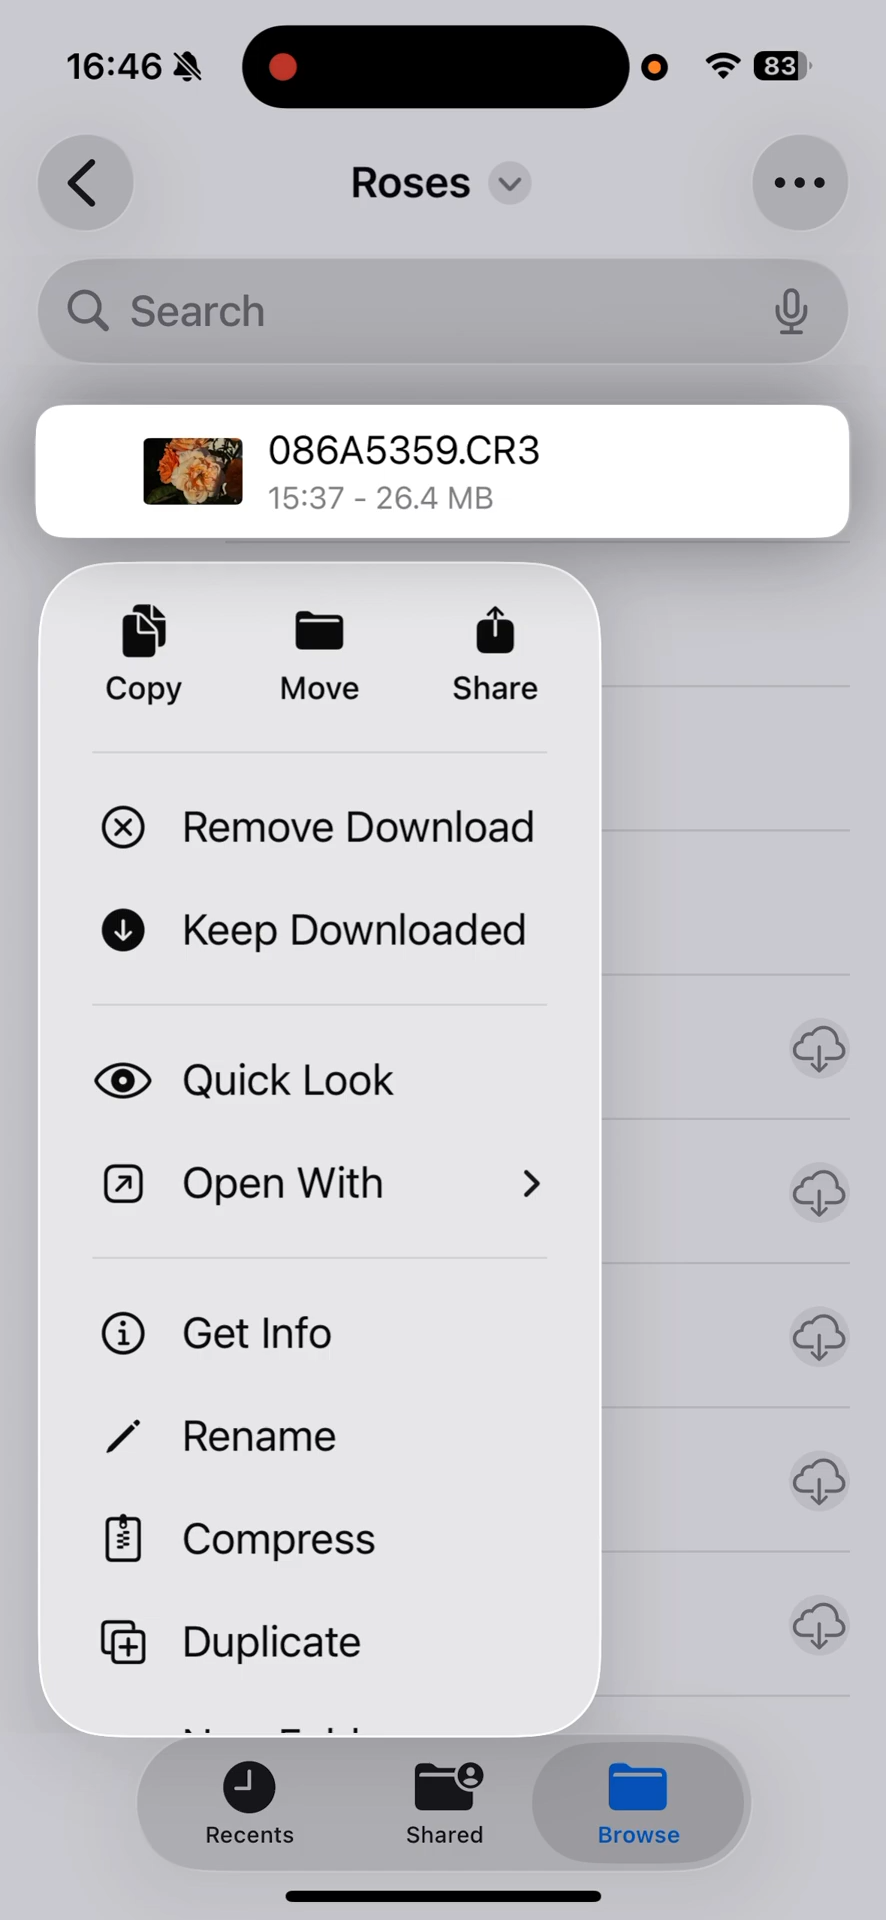 16:46
83
Roses
Search
086A5359.CR3
15:37 - 26.4 MB
Copy
Move
Share
Remove Download
Keep Downloaded
Quick Look
Open With
Get Info
Rename
Compress
Duplicate
Recents
Shared
Browse